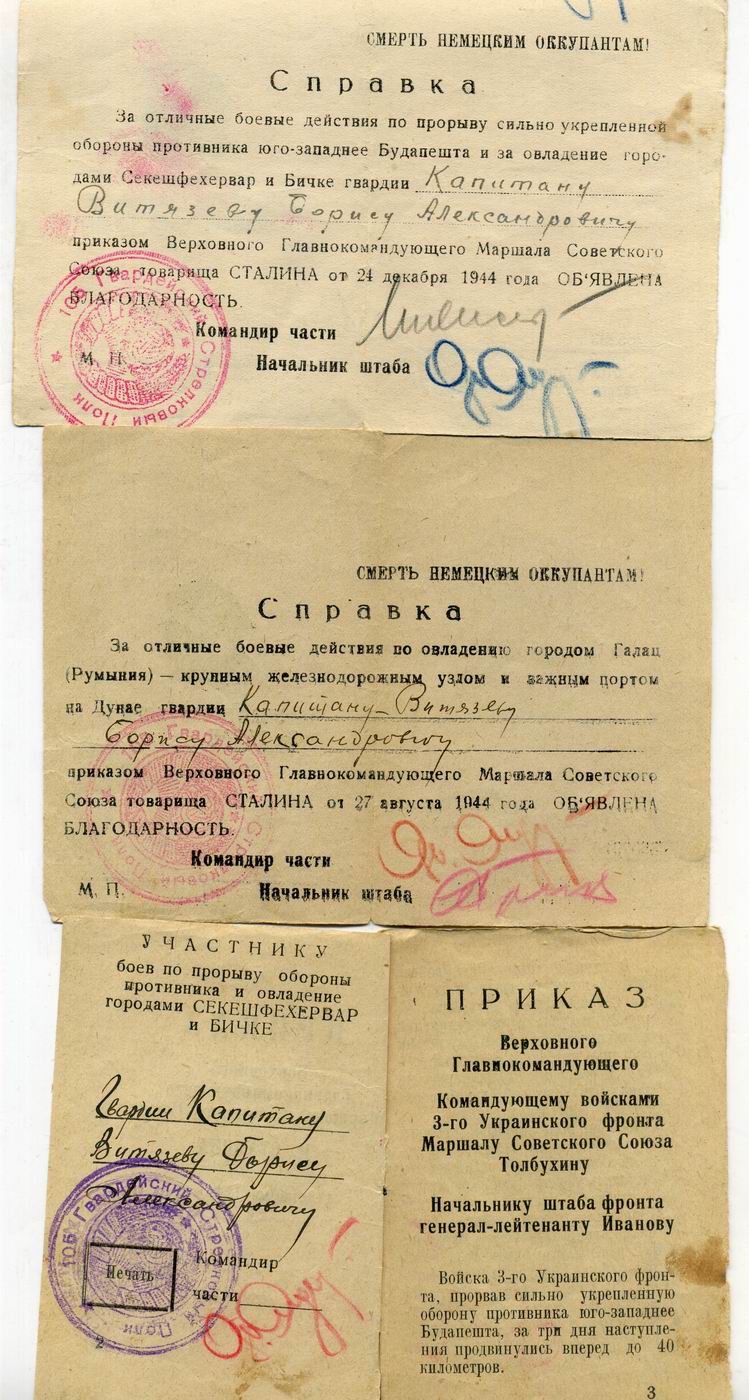 СМЕРТЬ НЕМЕЦКИМ ОККУПАНТАМ!
Справка
За отличные боевые действия по прорыву сильно укрепленной
обороны противника юго-западнее Будапешта и за овладение горо-
дами Секешфехервар и Бичке гвардии Капитану
Витязеву Борису Александровичу
приказом Верховного Главнокомандующего Маршала Советского
Союза товарища СТАЛИНА от 24 декабря 1944 года ОБ'ЯВЛЕНА
БЛАГОДАРНОСТЬ.
Командир части
М. П. Начальник штаба
105 Гвардейский Стрелковый Полк
СМЕРТЬ НЕМЕЦКИМ ОККУПАНТАМ!
Справка
За отличные боевые действия по овладению городом Галац
(Румыния) — крупным железнодорожным узлом и важным портом
на Дунае гвардии Капитану Витязеву
Борису Александровичу
приказом Верховного Главнокомандующего Маршала Советского
Союза товарища СТАЛИНА от 27 августа 1944 года ОБ'ЯВЛЕНА
БЛАГОДАРНОСТЬ.
Командир части
М. П. Начальник штаба
УЧАСТНИКУ
боев по прорыву обороны
противника и овладение
городами СЕКЕШФЕХЕРВАР
и БИЧКЕ
Гвардии Капитану
Витязеву Борису
Александровичу
105 Гвардейский Стрелковый Полк
Печать
Командир
части
2
ПРИКАЗ
Верховного
Главнокомандующего
Командующему войсками
3-го Украинского фронта
Маршалу Советского Союза
Толбухину
Начальнику штаба фронта
генерал-лейтенанту Иванову
Войска 3-го Украинского фрон-
та, прорвав сильно укрепленную
оборону противника юго-западнее
Будапешта, за три дня наступле-
ния продвинулись вперед до 40
километров.
3